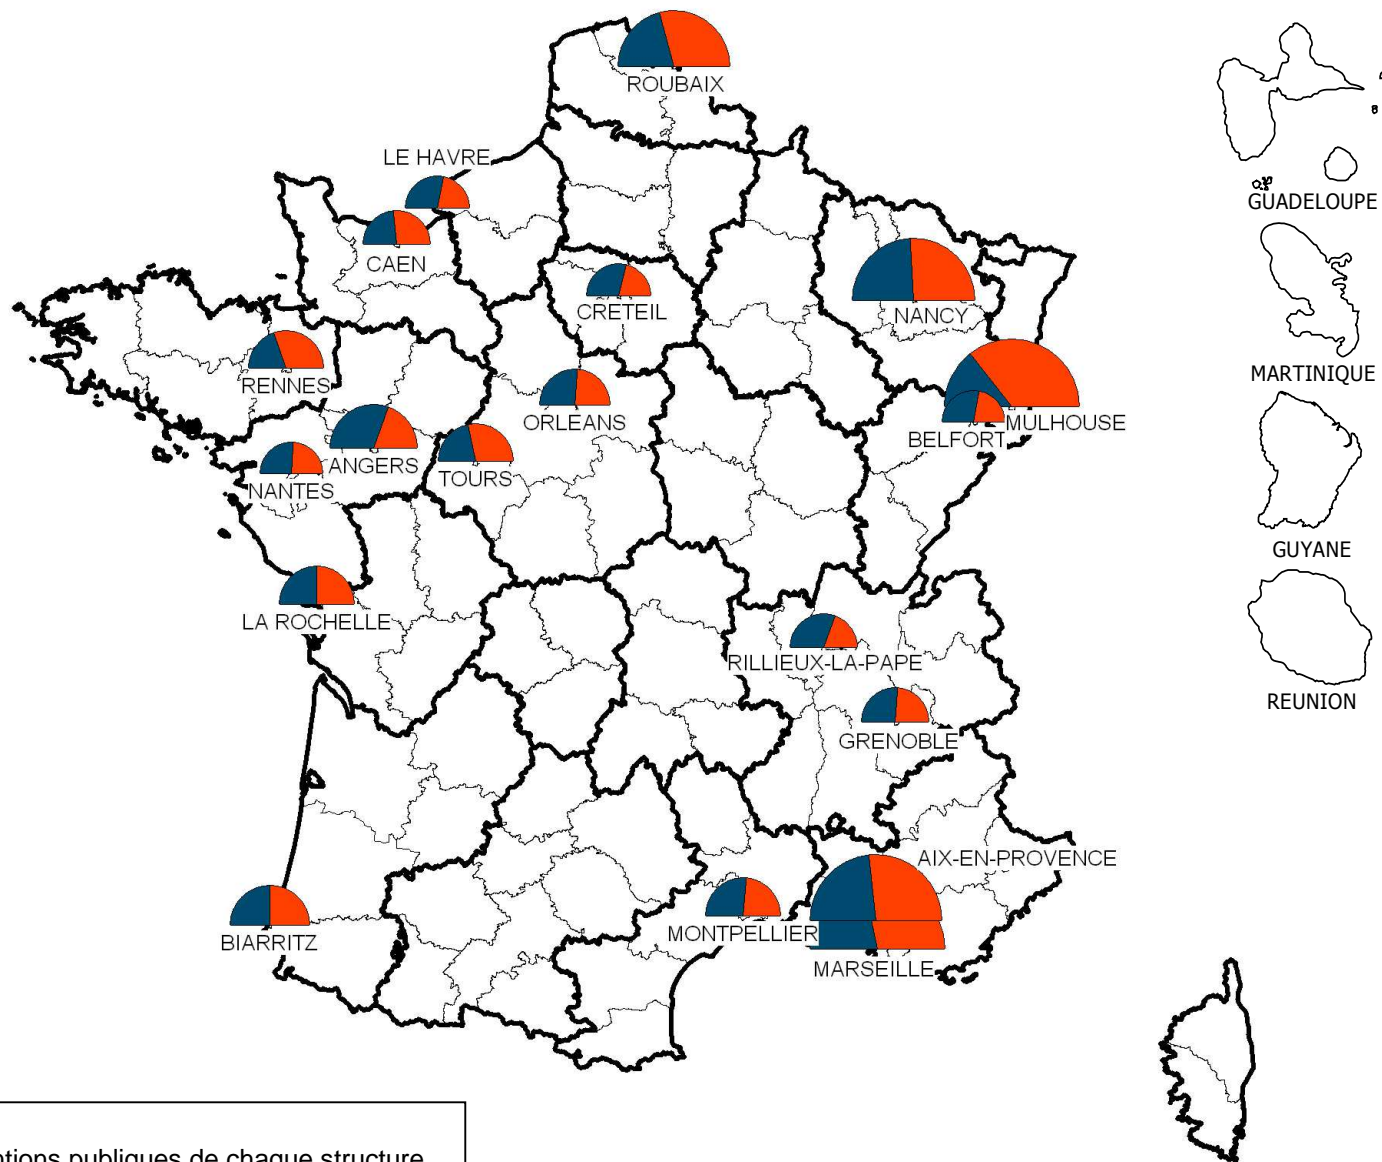 ROUBAIX
LE HAVRE
CAEN
CRETEIL
NANCY
RENNES
ORLEANS
MULHOUSE
BELFORT
ANGERS
TOURS
NANTES
LA ROCHELLE
RILLIEUX-LA-PAPE
GRENOBLE
AIX-EN-PROVENCE
MONTPELLIER
BIARRITZ
MARSEILLE
GUADELOUPE
MARTINIQUE
GUYANE
REUNION
ntions publiques de chaque structure